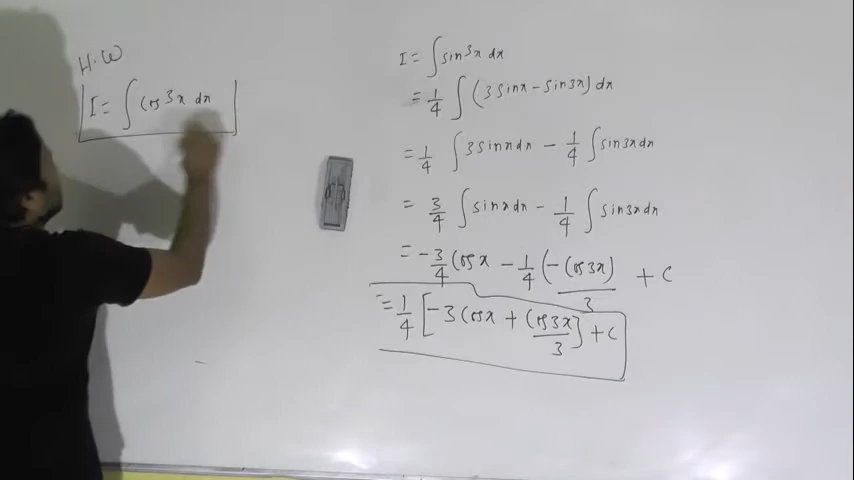 H.W
I = ∫ cos³x dx
I = ∫ sin³x dx
= 1/4 ∫ (3 sinx - sin3x) dx
= 1/4 ∫ 3 sinx dx - 1/4 ∫ sin3x dx
= 3/4 ∫ sinx dx - 1/4 ∫ sin3x dx
= -3/4 cosx - 1/4 (-cos3x)/3 + c
= 1/4 [-3 cosx + cos3x/3] + c